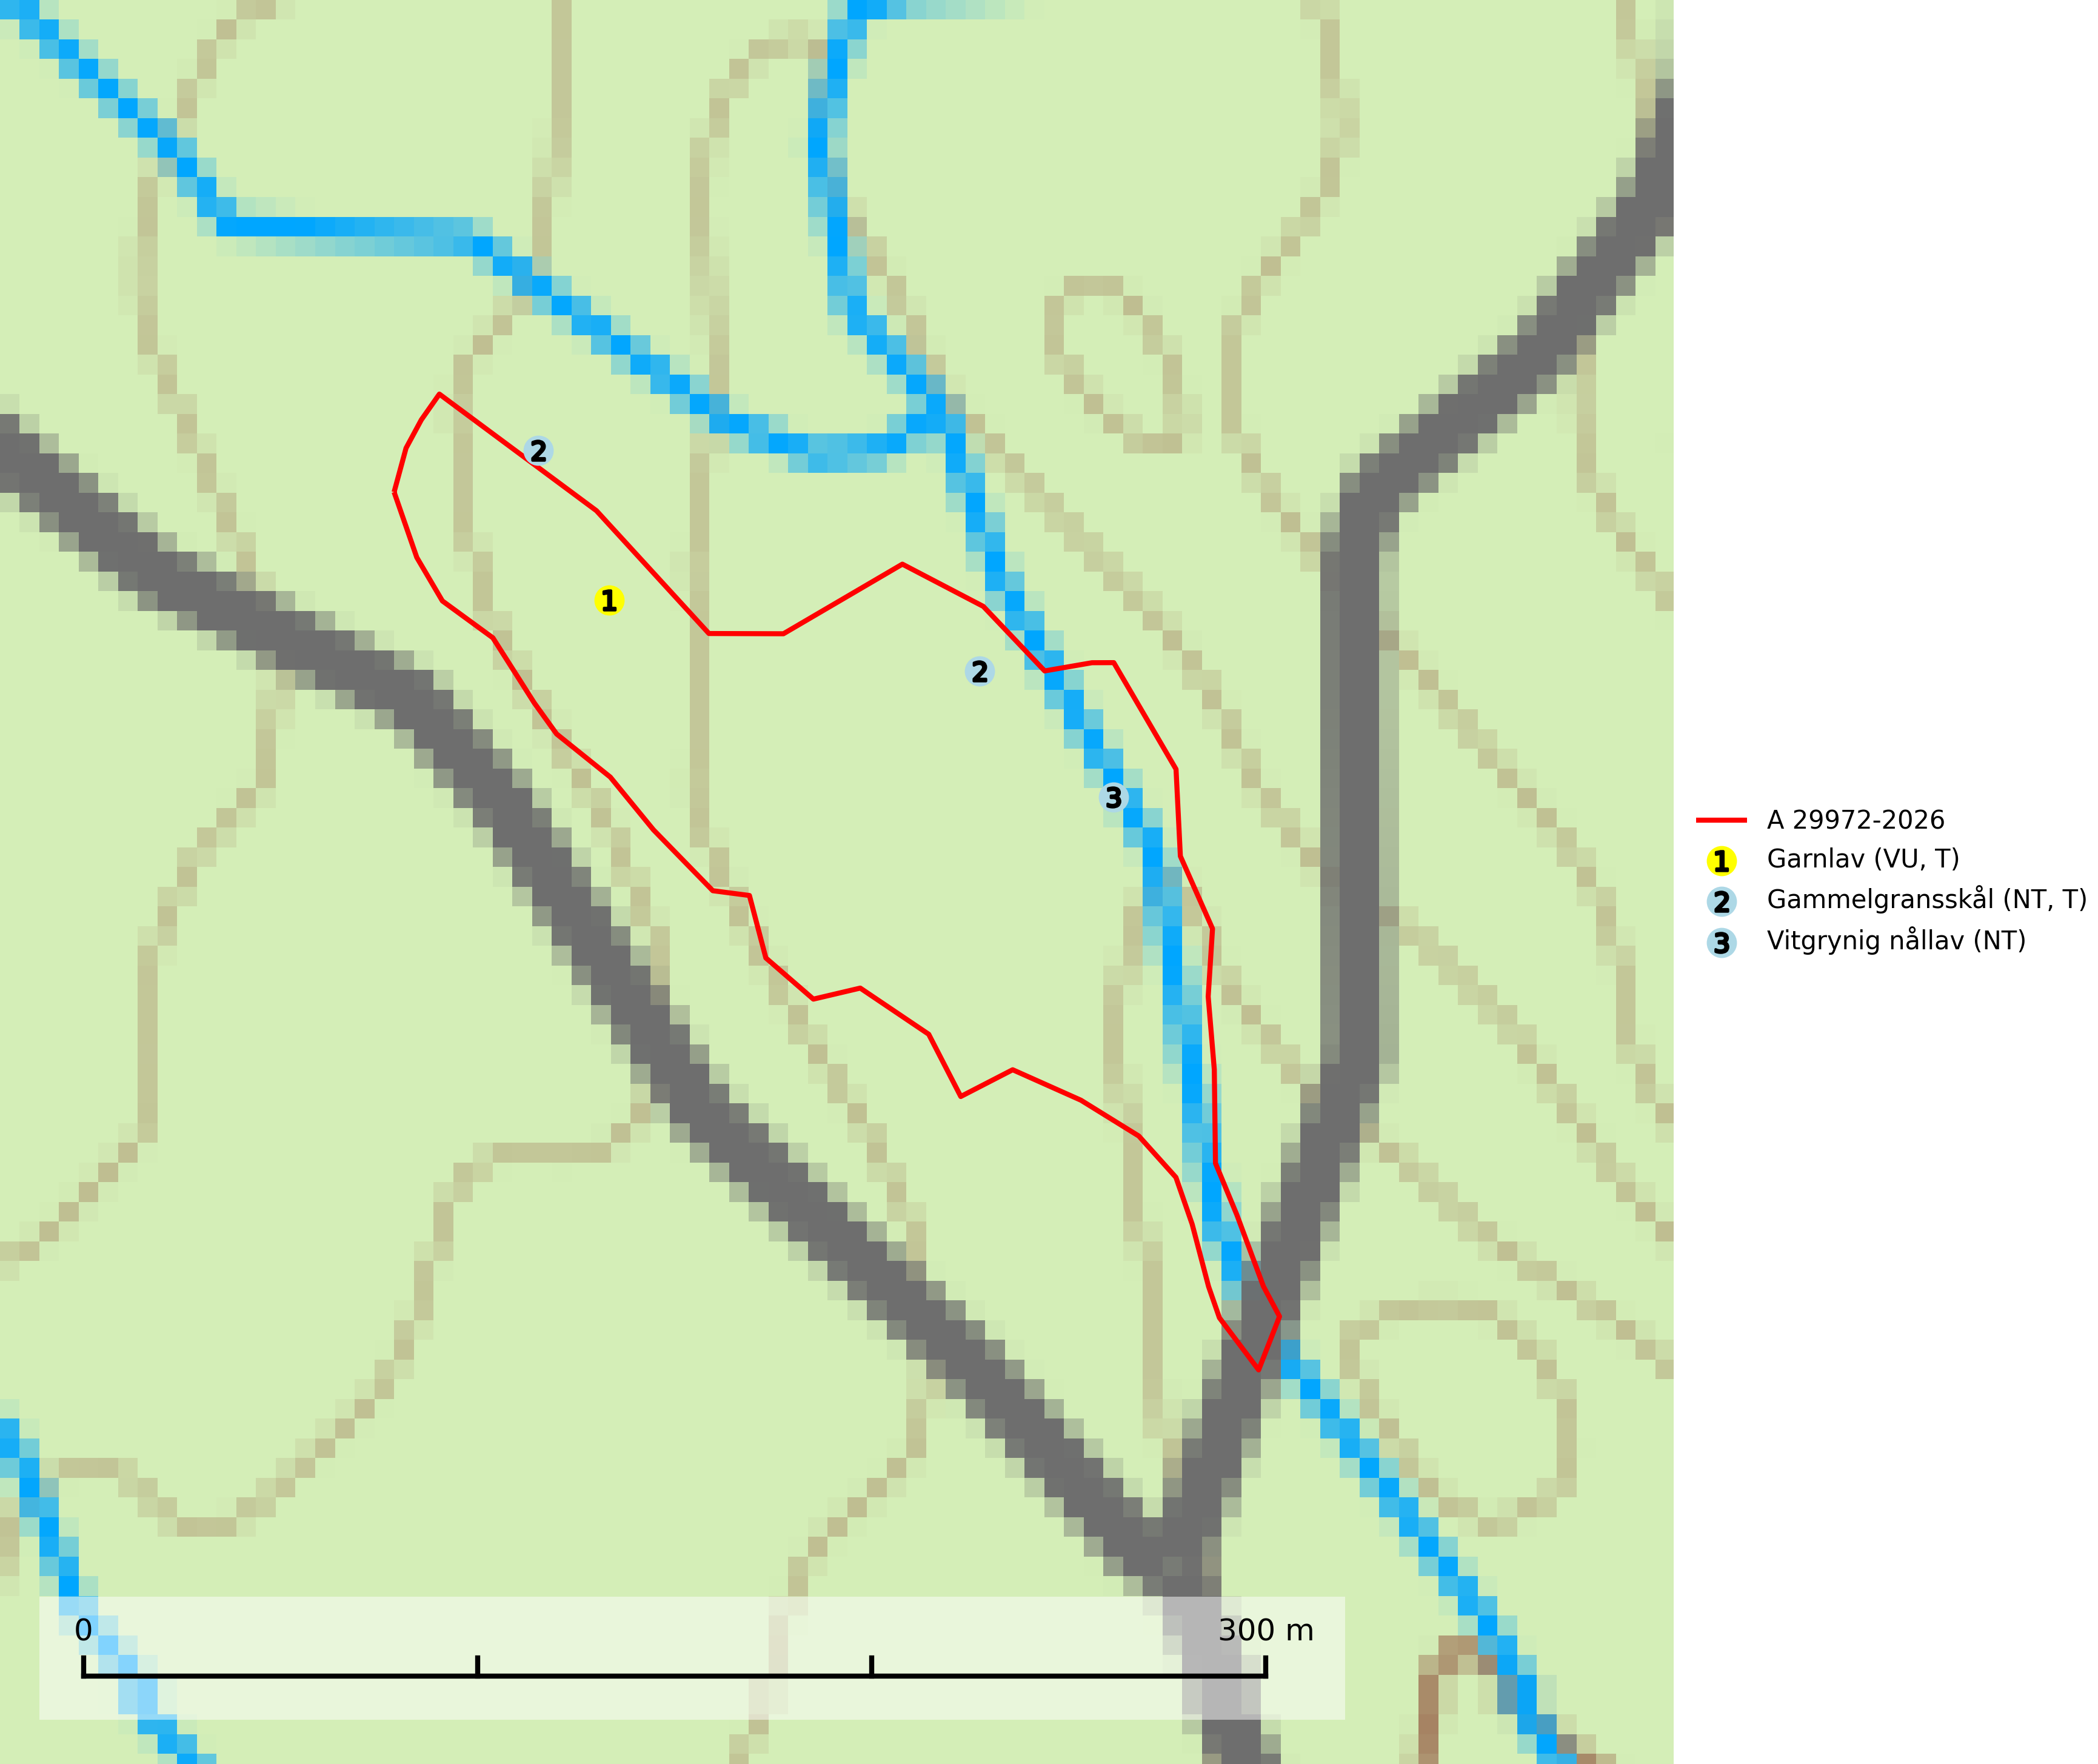 2
1
2
3
A 29972-2026
1 Garnlav (VU, T)
2 Gammelgransskål (NT, T)
3 Vitgrynig nållav (NT)
0 300 m